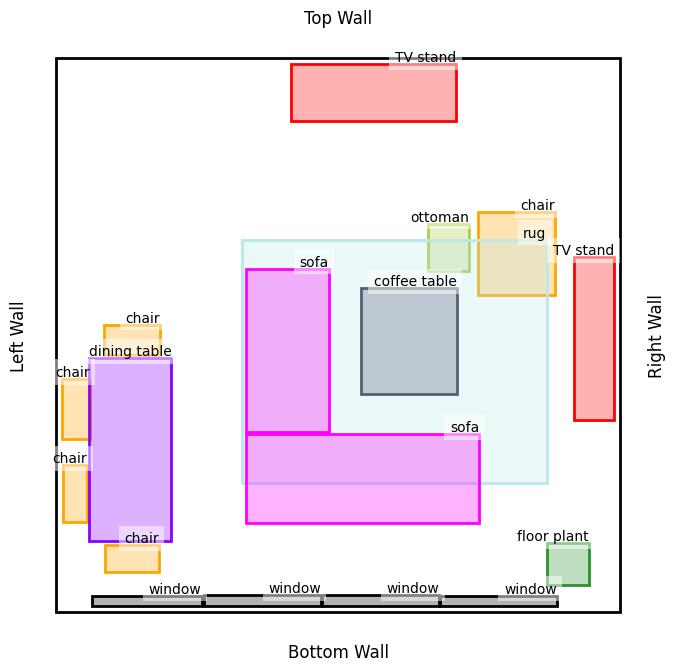 Top Wall
TV stand
chair
ottoman
rug
TV stand
sofa
coffee table
Left Wall
Right Wall
chair
dining table
chair
sofa
chair
chair
floor plant
window
window
window
window
Bottom Wall